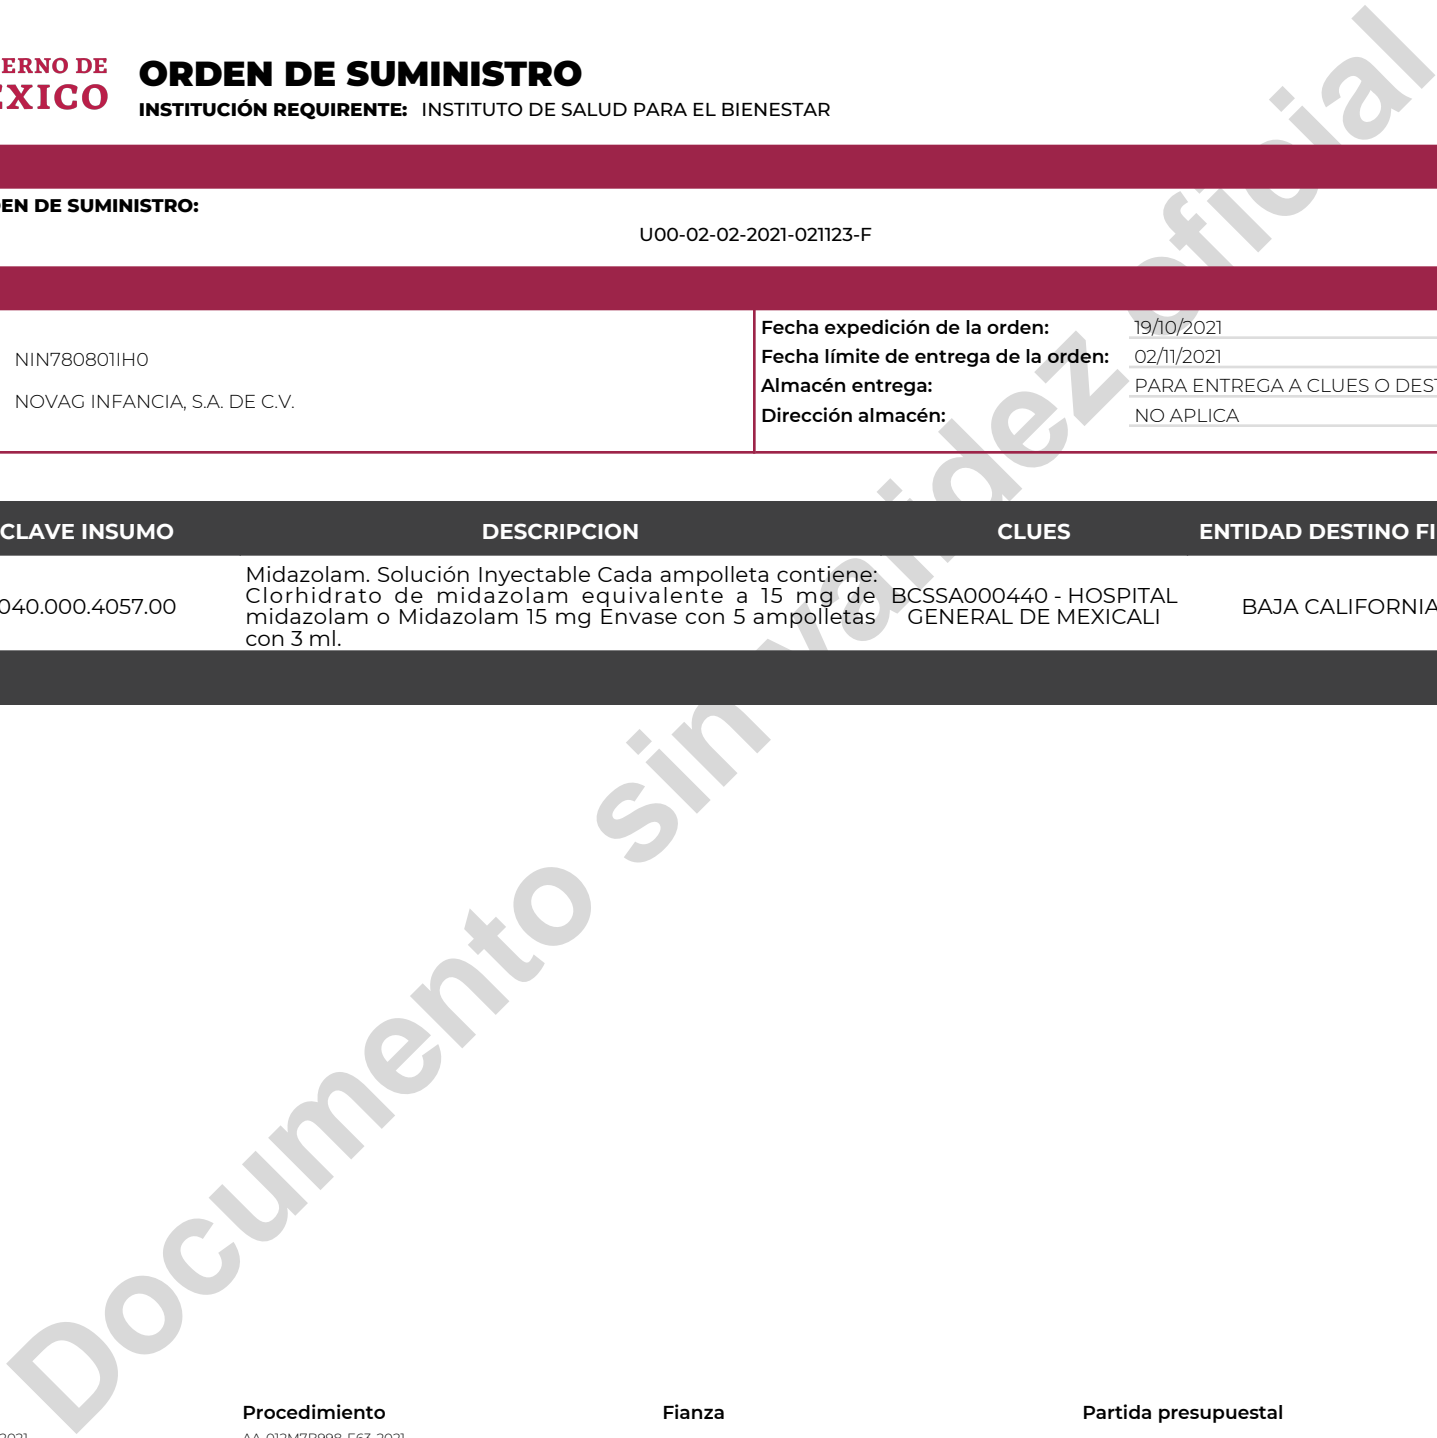 ERNO DE
EXICO
ORDEN DE SUMINISTRO
INSTITUCIÓN REQUIRENTE: INSTITUTO DE SALUD PARA EL BIENESTAR
EN DE SUMINISTRO:
U00-02-02-2021-021123-F
NIN780801IH0
NOVAG INFANCIA, S.A. DE C.V.
Fecha expedición de la orden: 19/10/2021
Fecha límite de entrega de la orden: 02/11/2021
Almacén entrega: PARA ENTREGA A CLUES O DEST
Dirección almacén: NO APLICA
CLAVE INSUMO DESCRIPCION CLUES ENTIDAD DESTINO FI
040.000.4057.00
Midazolam. Solución Inyectable Cada ampolleta contiene:
Clorhidrato de midazolam equivalente a 15 mg de
midazolam o Midazolam 15 mg Envase con 5 ampolletas
con 3 ml.
BCSSA000440 - HOSPITAL
GENERAL DE MEXICALI
BAJA CALIFORNIA
Documento sin validez oficial
Procedimiento Fianza Partida presupuestal